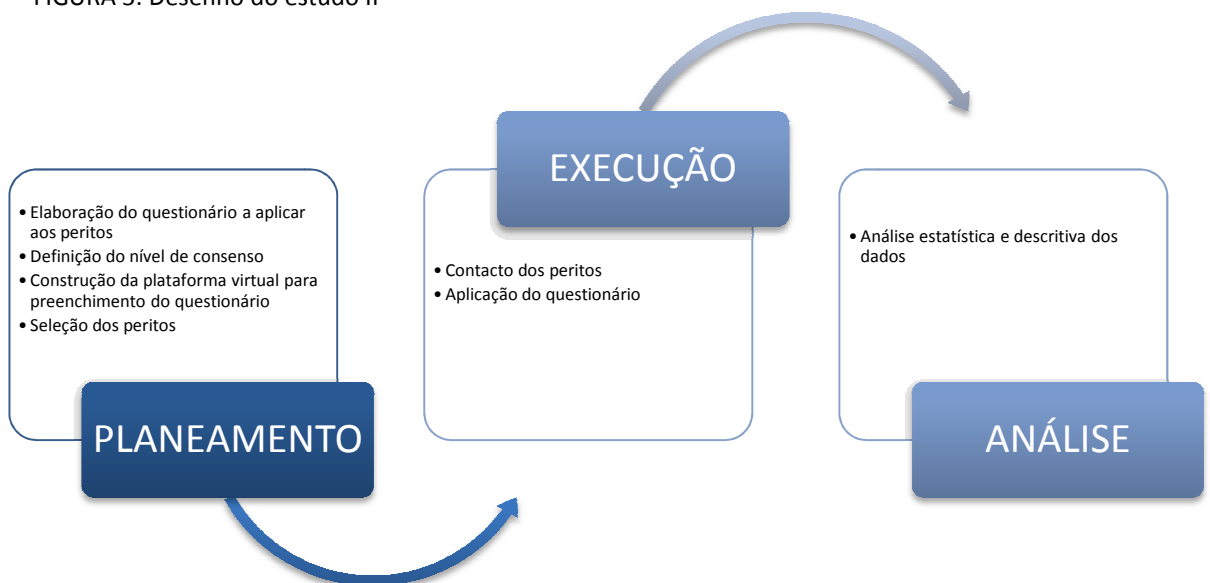 FIGURA 3: Desenho do estudo II
• Elaboração do questionário a aplicar
aos peritos
• Definição do nível de consenso
• Construção da plataforma virtual para
preenchimento do questionário
• Seleção dos peritos
PLANEAMENTO
EXECUÇÃO
• Contacto dos peritos
• Aplicação do questionário
• Análise estatística e descritiva dos
dados
ANÁLISE